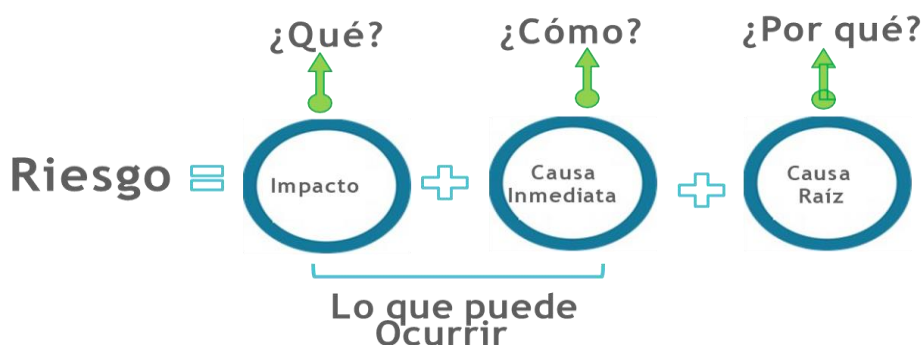 ¿Qué?
¿Cómo?
¿Por qué?
Riesgo =
Impacto
+
Causa
Inmediata
+
Causa
Raíz
Lo que puede
Ocurrir